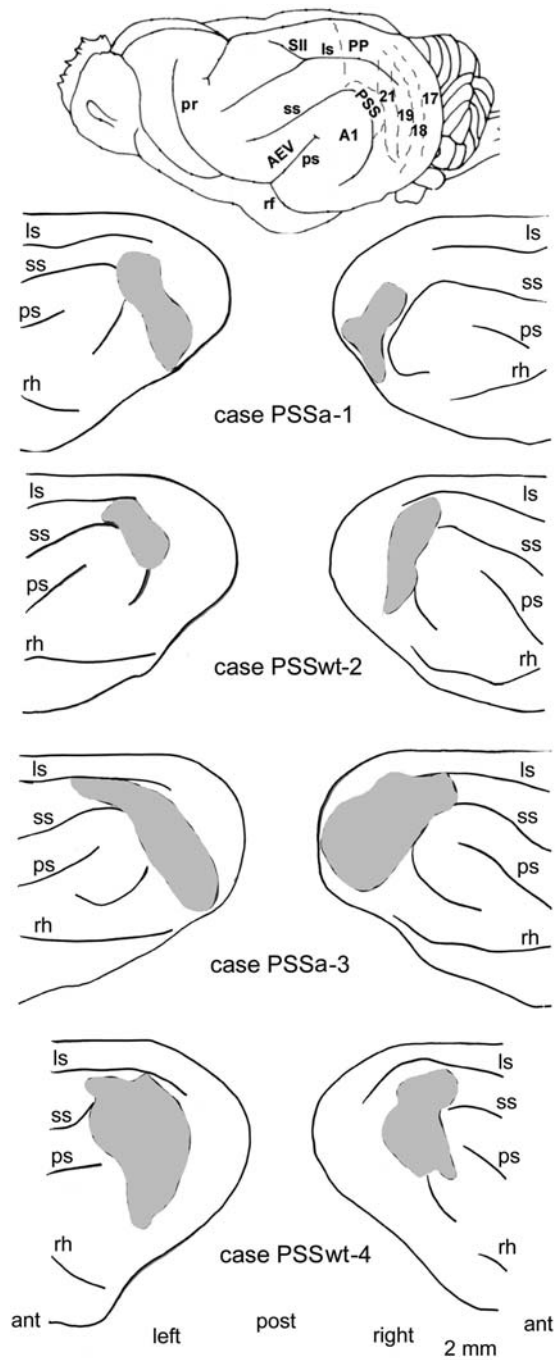 SII ls PP
pr ss PSS 21 17
19
A1 18
AEV ps
rf
ls ls
ss ss
ps ps
rh rh
case PSSa-1
ls ls
ss ss
ps ps
rh rh
case PSSwt-2
ls ls
ss ss
ps ps
rh rh
case PSSa-3
ls ls
ss ss
ps ps
rh rh
case PSSwt-4
ant post ant
left right
2 mm